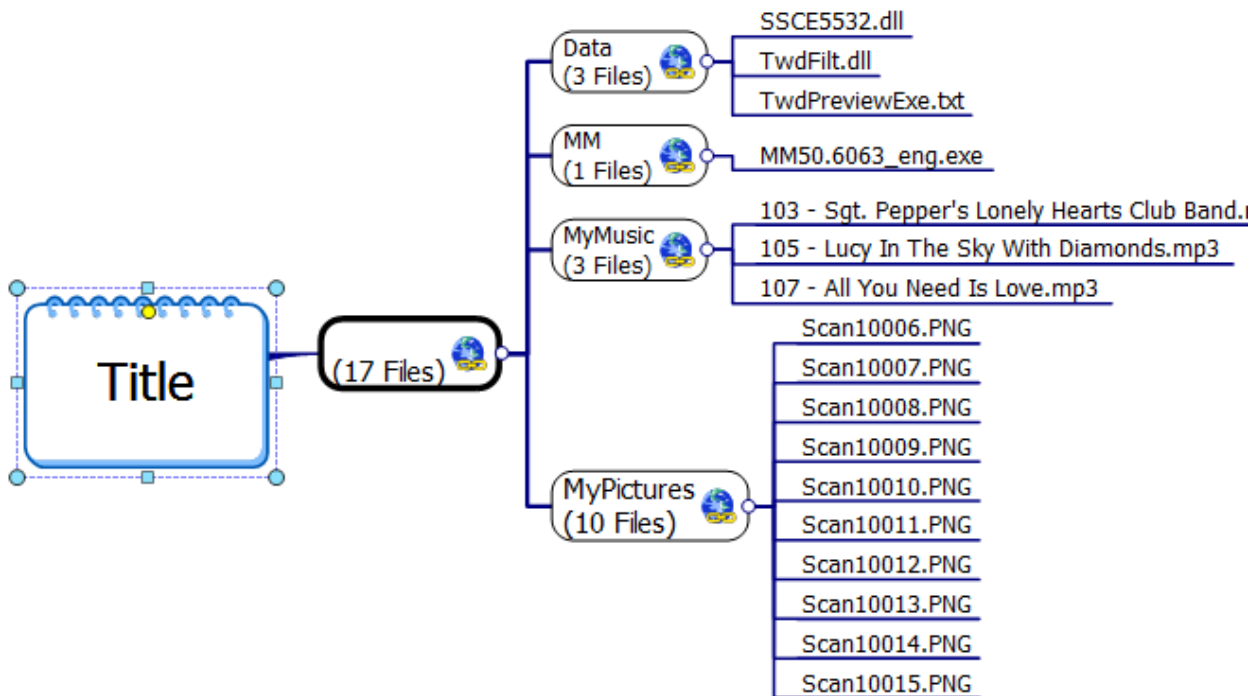 Title
(17 Files)
Data
(3 Files)
SSCE5532.dll
TwdFilt.dll
TwdPreviewExe.txt
MM
(1 Files)
MM50.6063_eng.exe
MyMusic
(3 Files)
103 - Sgt. Pepper's Lonely Hearts Club
105 - Lucy In The Sky With Diamonds.mp3
107 - All You Need Is Love.mp3
MyPictures
(10 Files)
Scan10006.PNG
Scan10007.PNG
Scan10008.PNG
Scan10009.PNG
Scan10010.PNG
Scan10011.PNG
Scan10012.PNG
Scan10013.PNG
Scan10014.PNG
Scan10015.PNG